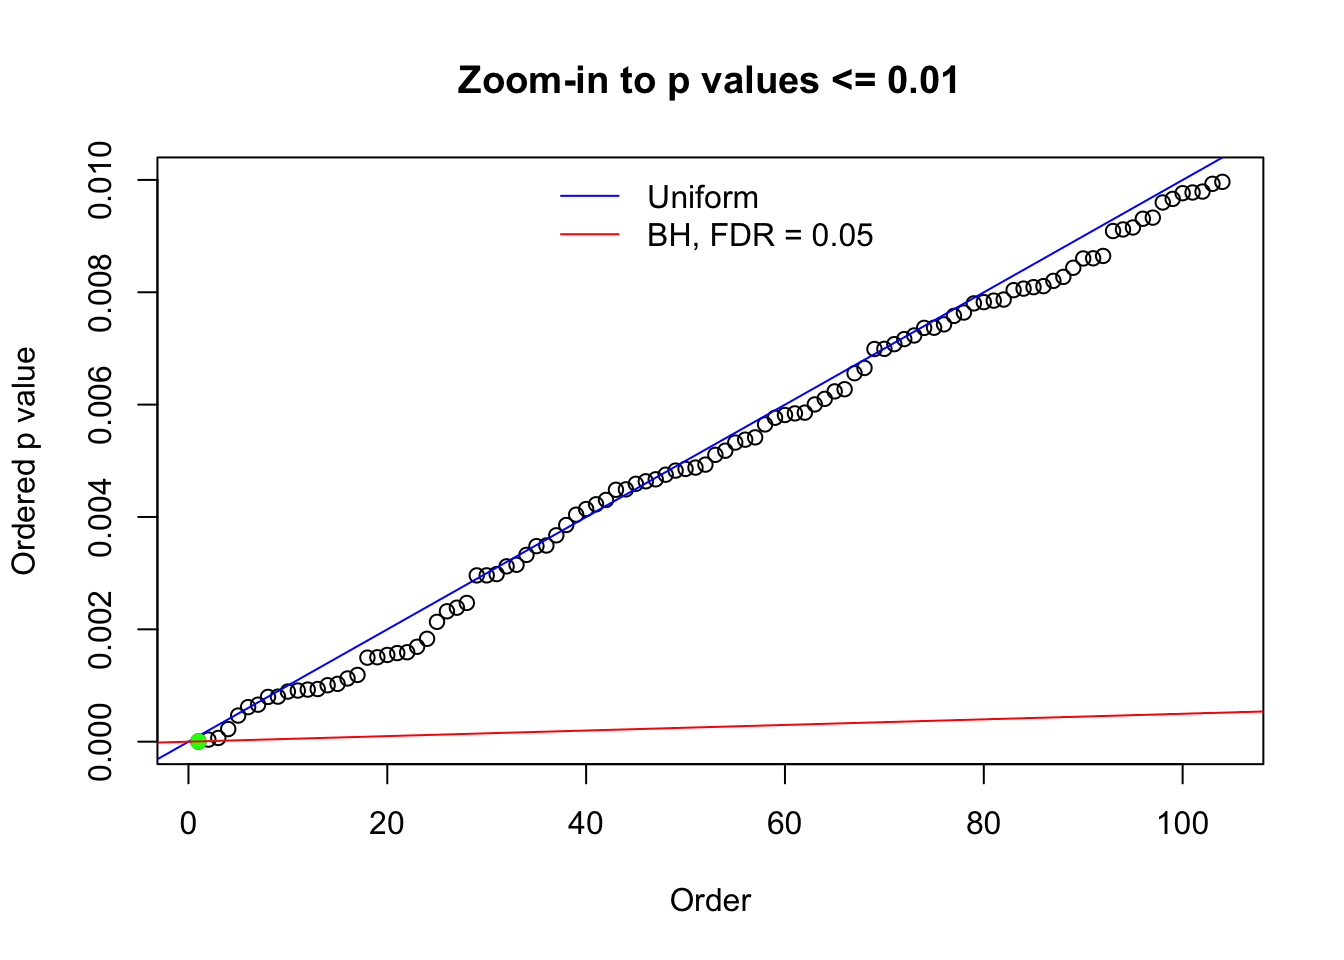 Zoom-in to p values <= 0.01
Uniform
BH, FDR = 0.05
Ordered p value
0.010
0.008
0.006
0.004
0.002
0.000
0 20 40 60 80 100
Order